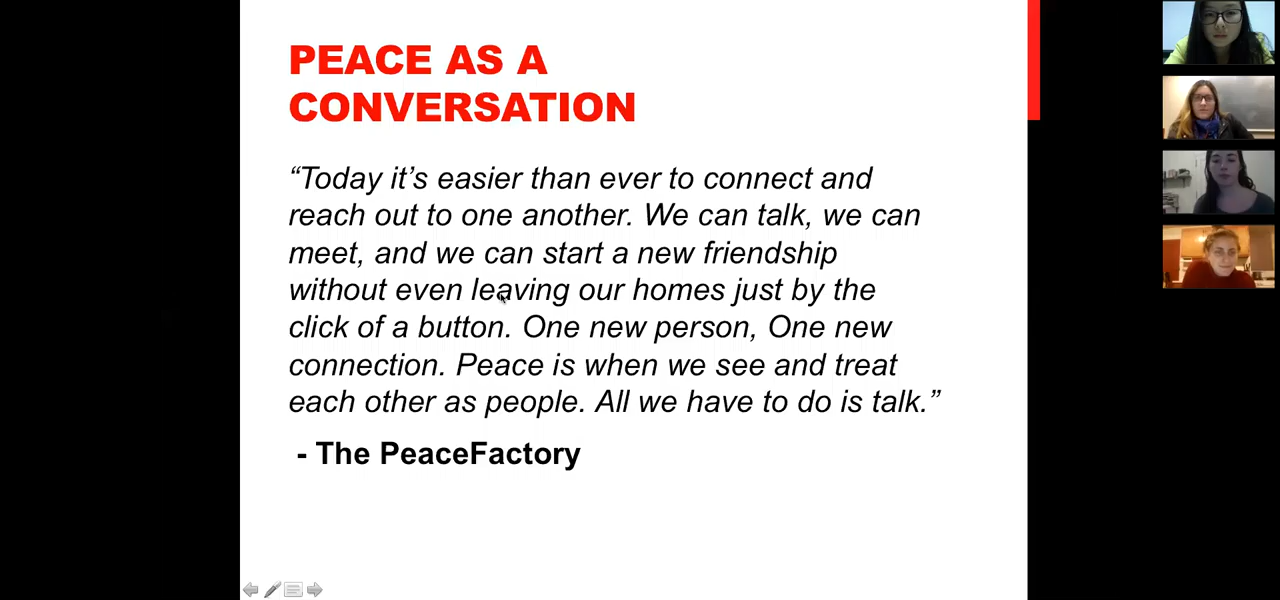 PEACE AS A
CONVERSATION
“Today it’s easier than ever to connect and
reach out to one another. We can talk, we can
meet, and we can start a new friendship
without even leaving our homes just by the
click of a button. One new person, One new
connection. Peace is when we see and treat
each other as people. All we have to do is talk.”
- The PeaceFactory